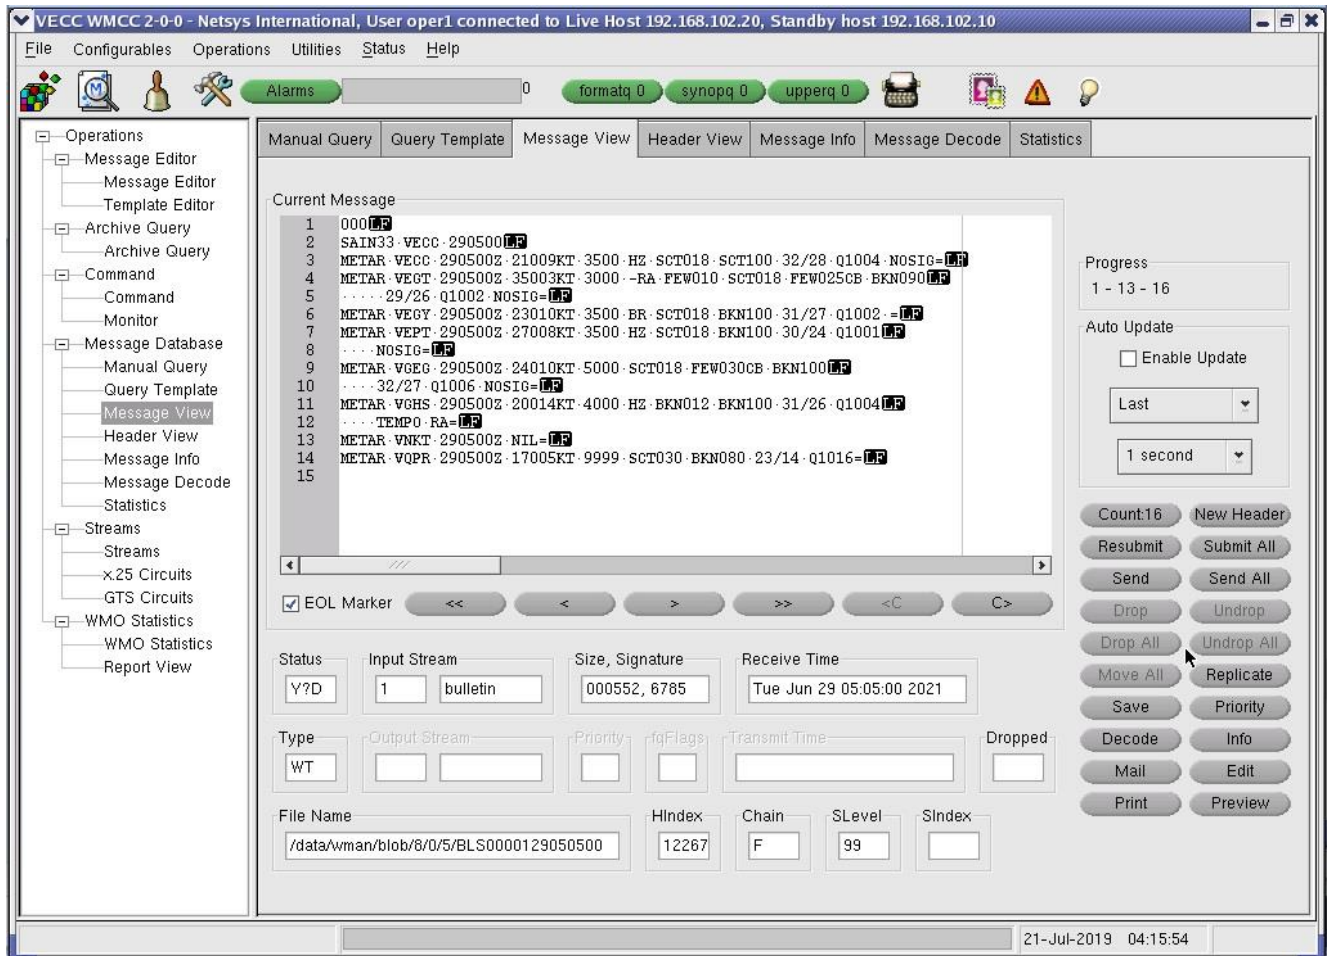 VECC WMCC 2-0-0 - Netsys International, User oper1 connected to Live Host 192.168.102.20, Standby host 192.168.102.10
File Configurables Operations Utilities Status Help
Alarms 0 formatq 0 synopq 0 upperq 0
Operations
Message Editor
Message Editor
Template Editor
Archive Query
Archive Query
Command
Command
Monitor
Message Database
Manual Query
Query Template
Message View
Header View
Message Info
Message Decode
Statistics
Streams
Streams
x.25 Circuits
GTS Circuits
WMO Statistics
WMO Statistics
Report View
Manual Query Query Template Message View Header View Message Info Message Decode Statistics
Current Message
1 000LF
2 SAIN33·VECC·290500LF
3 METAR·VECC·290500Z·21009KT·3500·HZ·SCT018·SCT100·32/28·Q1004·NOSIG=LF
4 METAR·VEGT·290500Z·35003KT·3000·-RA·FEW010·SCT018·FEW025CB·BKN090LF
5 ·····29/26·Q1002·NOSIG=LF
6 METAR·VEGY·290500Z·23010KT·3500·BR·SCT018·BKN100·31/27·Q1002·=LF
7 METAR·VEPT·290500Z·27008KT·3500·HZ·SCT018·BKN100·30/24·Q1001LF
8 ····NOSIG=LF
9 METAR·VGEG·290500Z·24010KT·5000·SCT018·FEW030CB·BKN100LF
10 ····32/27·Q1006·NOSIG=LF
11 METAR·VGHS·290500Z·20014KT·4000·HZ·BKN012·BKN100·31/26·Q1004LF
12 ····TEMPO·RA=LF
13 METAR·VNKT·290500Z·NIL=LF
14 METAR·VQPR·290500Z·17005KT·9999·SCT030·BKN080·23/14·Q1016=LF
15
EOL Marker << < > >> <C C>
Status Input Stream Size, Signature Receive Time
Y?D 1 bulletin 000552, 6785 Tue Jun 29 05:05:00 2021
Type Output Stream Priority fqFlags Transmit Time Dropped
WT
File Name HIndex Chain SLevel SIndex
/data/wman/blob/8/0/5/BLS0000129050500 12267 F 99
Progress
1 - 13 - 16
Auto Update
Enable Update
Last
1 second
Count:16 New Header
Resubmit Submit All
Send Send All
Drop Undrop
Drop All Undrop All
Move All Replicate
Save Priority
Decode Info
Mail Edit
Print Preview
21-Jul-2019 04:15:54